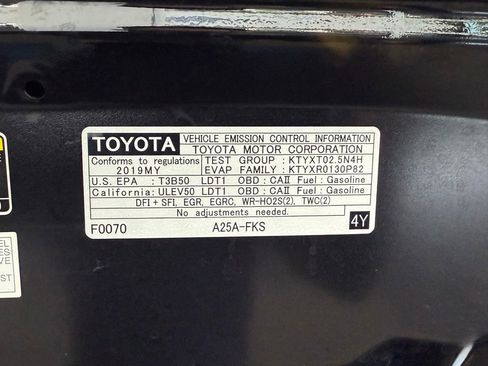 TOYOTA VEHICLE EMISSION CONTROL INFORMATION
TOYOTA MOTOR CORPORATION
Conforms to regulations TEST GROUP : KTYXT02.5N4H
2019MY EVAP FAMILY : KTYXR0130P82
U.S. EPA : T3B50 LDT1 OBD : CAⅡ Fuel : Gasoline
California: ULEV50 LDT1 OBD : CAⅡ Fuel : Gasoline
DFI + SFI, EGR, EGRC, WR-HO2S(2), TWC(2)
No adjustments needed.
F0070 A25A-FKS 4Y